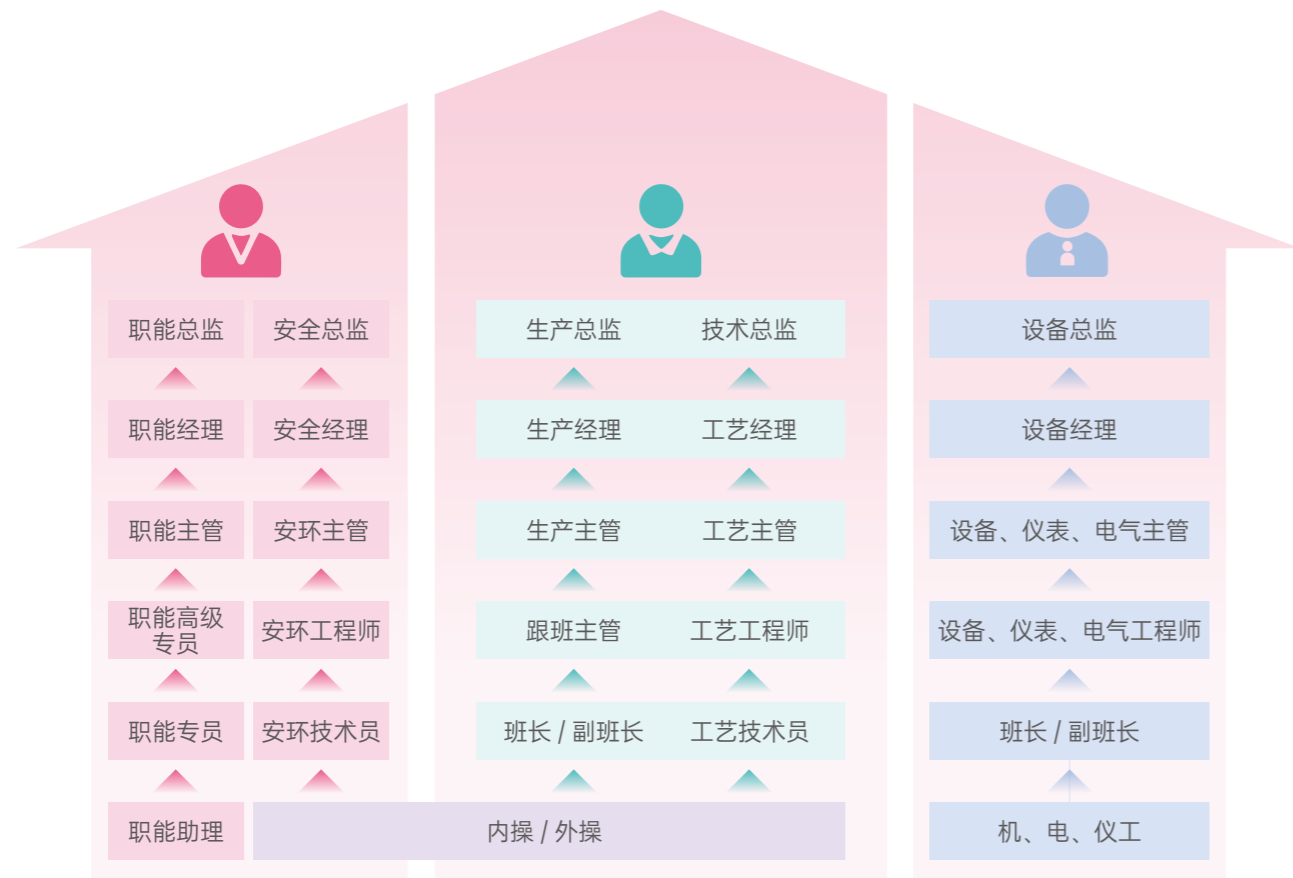 职能总监 安全总监 生产总监 技术总监 设备总监
职能经理 安全经理 生产经理 工艺经理 设备经理
职能主管 安环主管 生产主管 工艺主管 设备、仪表、电气主管
职能高级
专员
安环工程师 跟班主管 工艺工程师 设备、仪表、电气工程师
职能专员 安环技术员 班长 / 副班长 工艺技术员 班长 / 副班长
职能助理 内操 / 外操 机、电、仪工